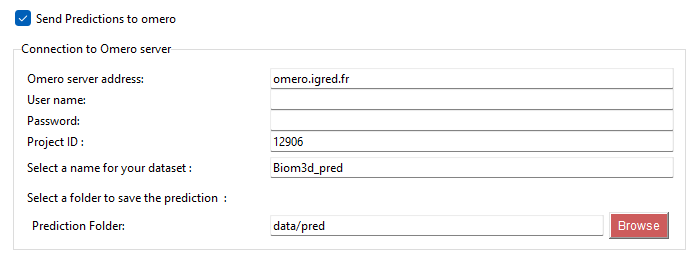 Send Predictions to omero
Connection to Omero server
Omero server address: omero.igred.fr
User name:
Password:
Project ID : 12906
Select a name for your dataset : Biom3d_pred
Select a folder to save the prediction :
Prediction Folder: data/pred Browse